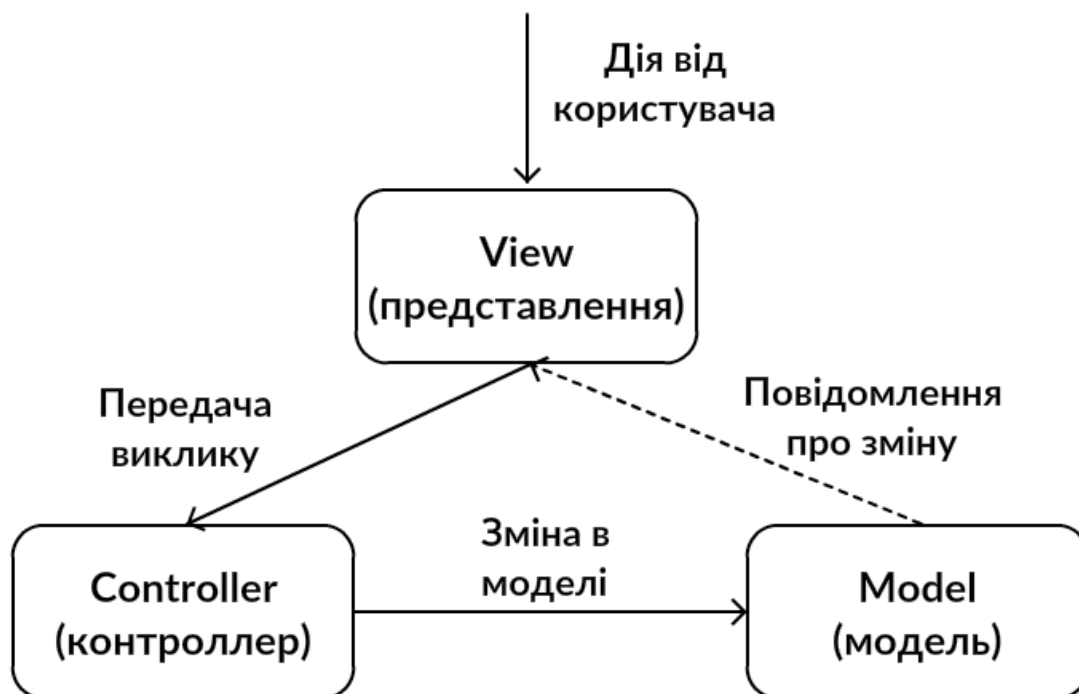 Дія від
користувача
View
(представлення)
Передача
виклику
Повідомлення
про зміну
Зміна в
моделі
Controller
(контроллер)
Model
(модель)